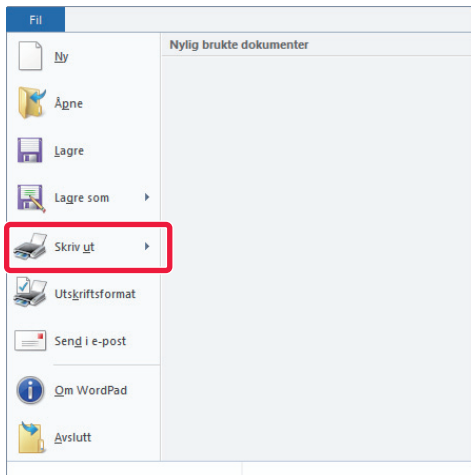 Fil
Nylig brukte dokumenter
Ny
Åpne
Lagre
Lagre som
Skriv ut
Utskriftsformat
Send i e-post
Om WordPad
Avslutt